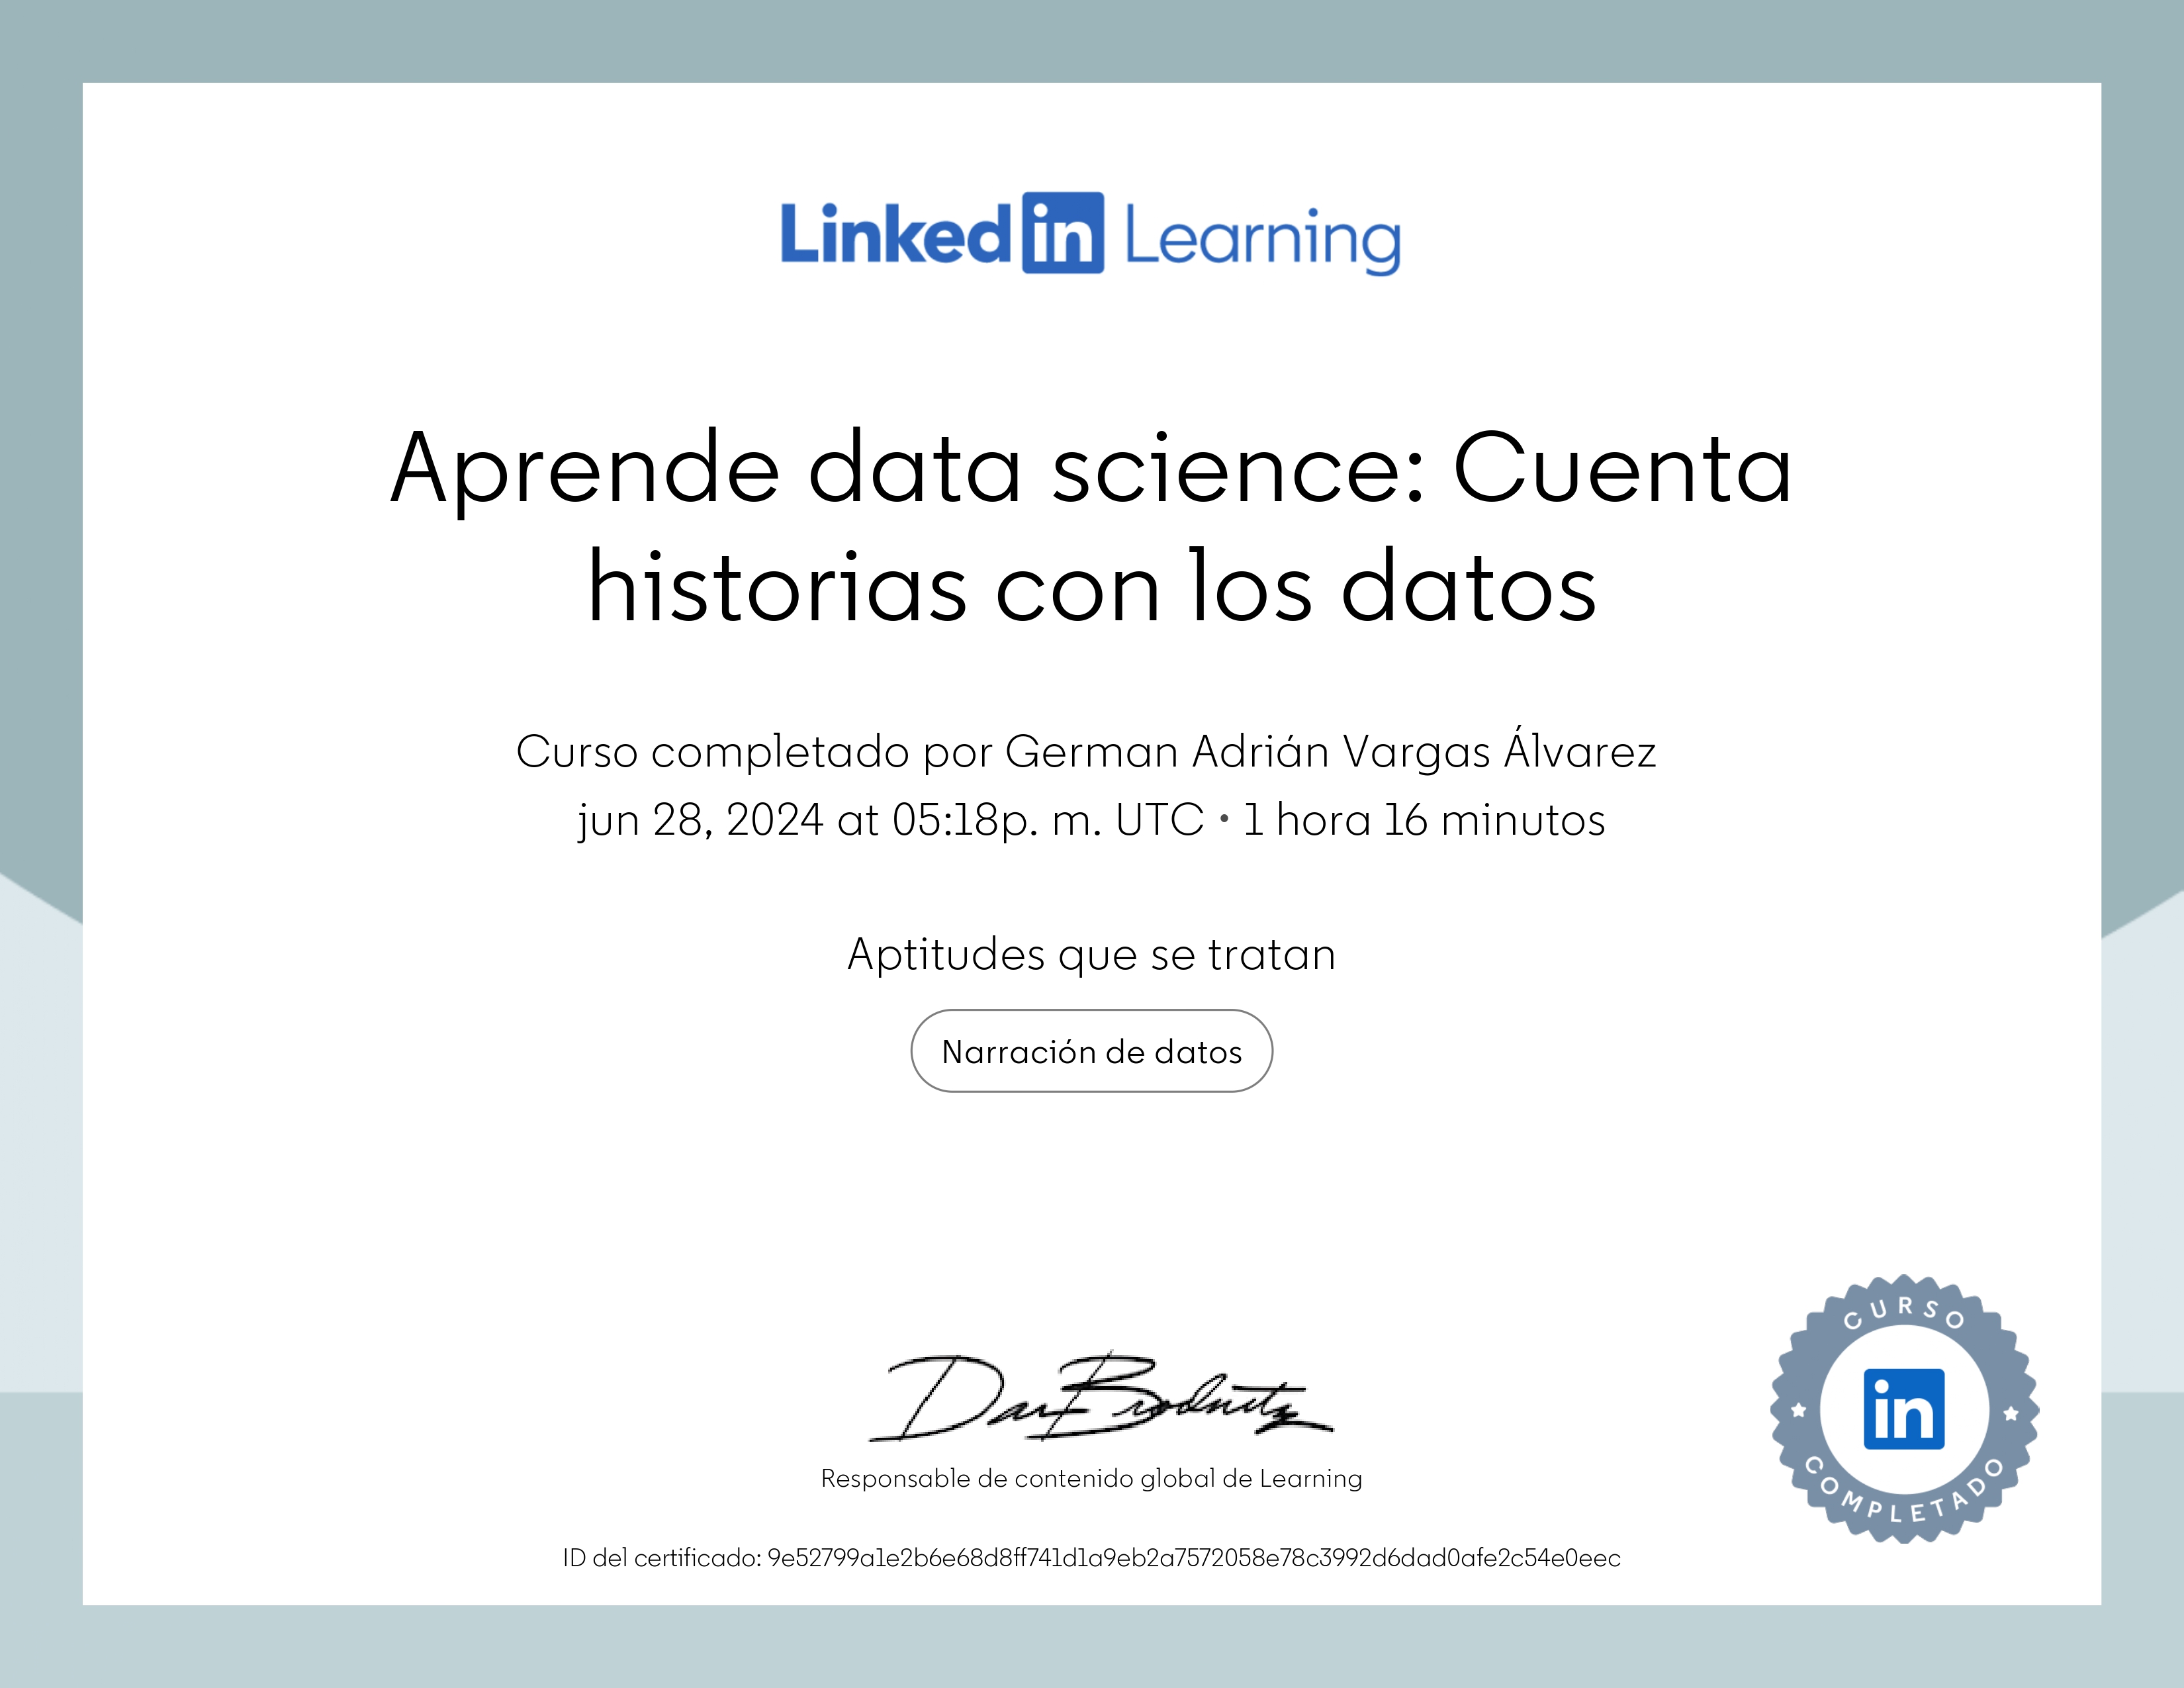 Linkedin Learning
Aprende data science: Cuenta
historias con los datos
Curso completado por German Adrián Vargas Álvarez
jun 28, 2024 at 05:18p. m. UTC • 1 hora 16 minutos
Aptitudes que se tratan
Narración de datos
Dan Brodnitz
Responsable de contenido global de Learning
ID del certificado: 9e52799a1e2b6e68d8ff741d1a9eb2a7572058e78c3992d6dad0afe2c54e0eec
CURSO
in
COMPLETADO